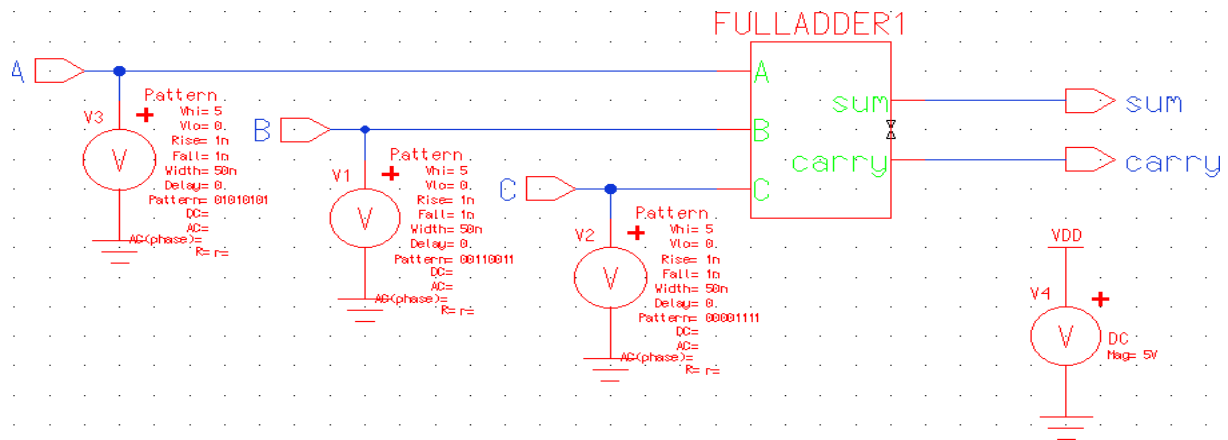 FULLADDER1
A
A
sum
sum
B
B
carry
carry
C
C
V3
Pattern
Vhi= 5
Vlo= 0.
Rise= 1n
Fall= 1n
Width= 50n
Delay= 0.
Pattern= 01010101
DC=
AC=
AC(phase)=
R= r=
V1
Pattern
Vhi= 5
Vlo= 0.
Rise= 1n
Fall= 1n
Width= 50n
Delay= 0.
Pattern= 00110011
DC=
AC=
AC(phase)=
R= r=
V2
Pattern
Vhi= 5
Vlo= 0.
Rise= 1n
Fall= 1n
Width= 50n
Delay= 0.
Pattern= 00001111
DC=
AC=
AC(phase)=
R= r=
VDD
V4
DC
Mag= 5V
V
V
V
V